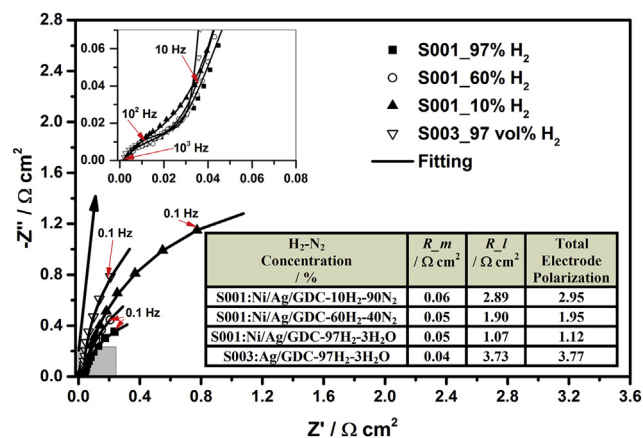 -Z'' / Ω cm²
2.8
2.4
2.0
1.6
1.2
0.8
0.4
0.0
0.0 0.4 0.8 1.2 1.6 2.0 2.4 2.8 3.2 3.6
Z' / Ω cm²
0.06
0.04
0.02
0.00
0.00 0.02 0.04 0.06 0.08
10 Hz
10² Hz
10³ Hz
S001_97% H₂
S001_60% H₂
S001_10% H₂
S003_97 vol% H₂
Fitting
0.1 Hz
0.1 Hz
0.1 Hz
H₂-N₂ Concentration / % R_m / Ω cm² R_l / Ω cm² Total Electrode Polarization
S001:Ni/Ag/GDC-10H₂-90N₂ 0.06 2.89 2.95
S001:Ni/Ag/GDC-60H₂-40N₂ 0.05 1.90 1.95
S001:Ni/Ag/GDC-97H₂-3H₂O 0.05 1.07 1.12
S003:Ag/GDC-97H₂-3H₂O 0.04 3.73 3.77